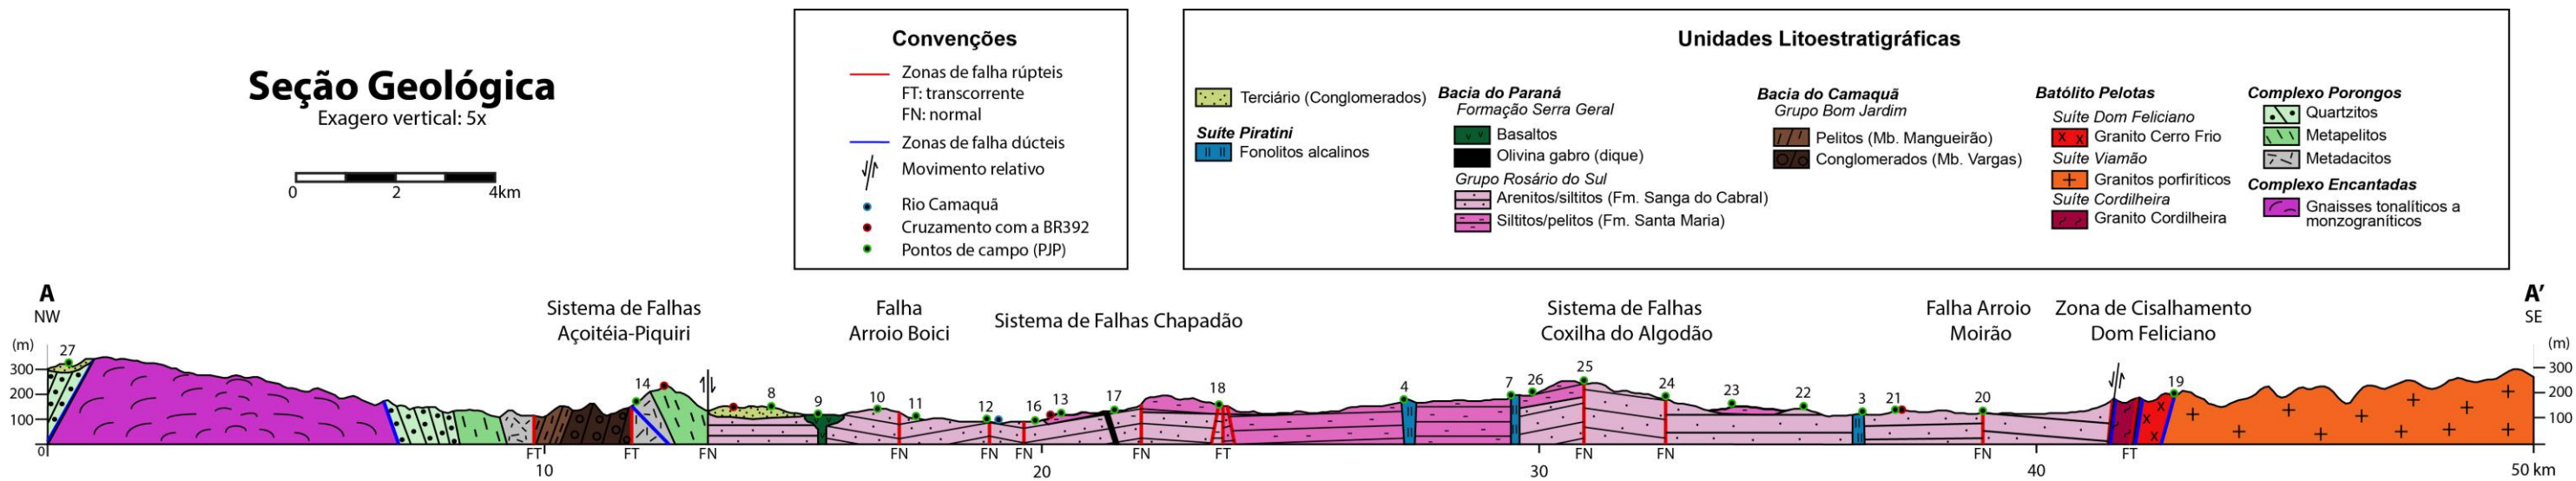 Seção Geológica
Exagero vertical: 5x
0 2 4km
Convenções
Zonas de falha rúpteis
FT: transcorrente
FN: normal
Zonas de falha dúcteis
Movimento relativo
Rio Camaquã
Cruzamento com a BR392
Pontos de campo (PJP)
Unidades Litoestratigráficas
Terciário (Conglomerados)
Suíte Piratini
Fonolitos alcalinos
Bacia do Paraná
Formação Serra Geral
Basaltos
Olivina gabro (dique)
Grupo Rosário do Sul
Arenitos/siltitos (Fm. Sanga do Cabral)
Siltitos/pelitos (Fm. Santa Maria)
Bacia do Camaquã
Grupo Bom Jardim
Pelitos (Mb. Mangueirão)
Conglomerados (Mb. Vargas)
Batólito Pelotas
Suíte Dom Feliciano
Granito Cerro Frio
Suíte Viamão
Granitos porfiríticos
Suíte Cordilheira
Granito Cordilheira
Complexo Porongos
Quartzitos
Metapelitos
Metadacitos
Complexo Encantadas
Gnaisses tonalíticos a
monzograníticos
A
NW
Sistema de Falhas
Açoitéia-Piquiri
Falha
Arroio Boici
Sistema de Falhas Chapadão
Sistema de Falhas
Coxilha do Algodão
Falha Arroio
Moirão
Zona de Cisalhamento
Dom Feliciano
A'
SE
(m)
300
200
100
0
27 14 8 9 10 11 12 16 13 17 18 4 7 26 25 24 23 22 3 21 20 19
(m)
300
200
100
FT FT FN FN FN FN FN FT FN FN FN FT
10 20 30 40 50 km